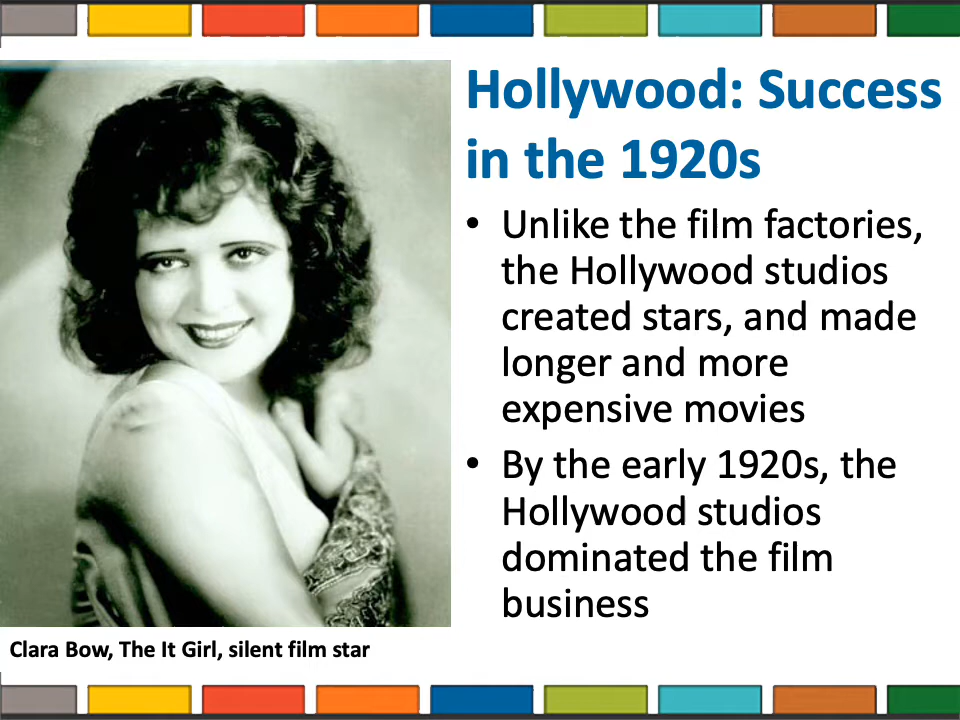 Hollywood: Success
in the 1920s
• Unlike the film factories,
the Hollywood studios
created stars, and made
longer and more
expensive movies
• By the early 1920s, the
Hollywood studios
dominated the film
business
Clara Bow, The It Girl, silent film star